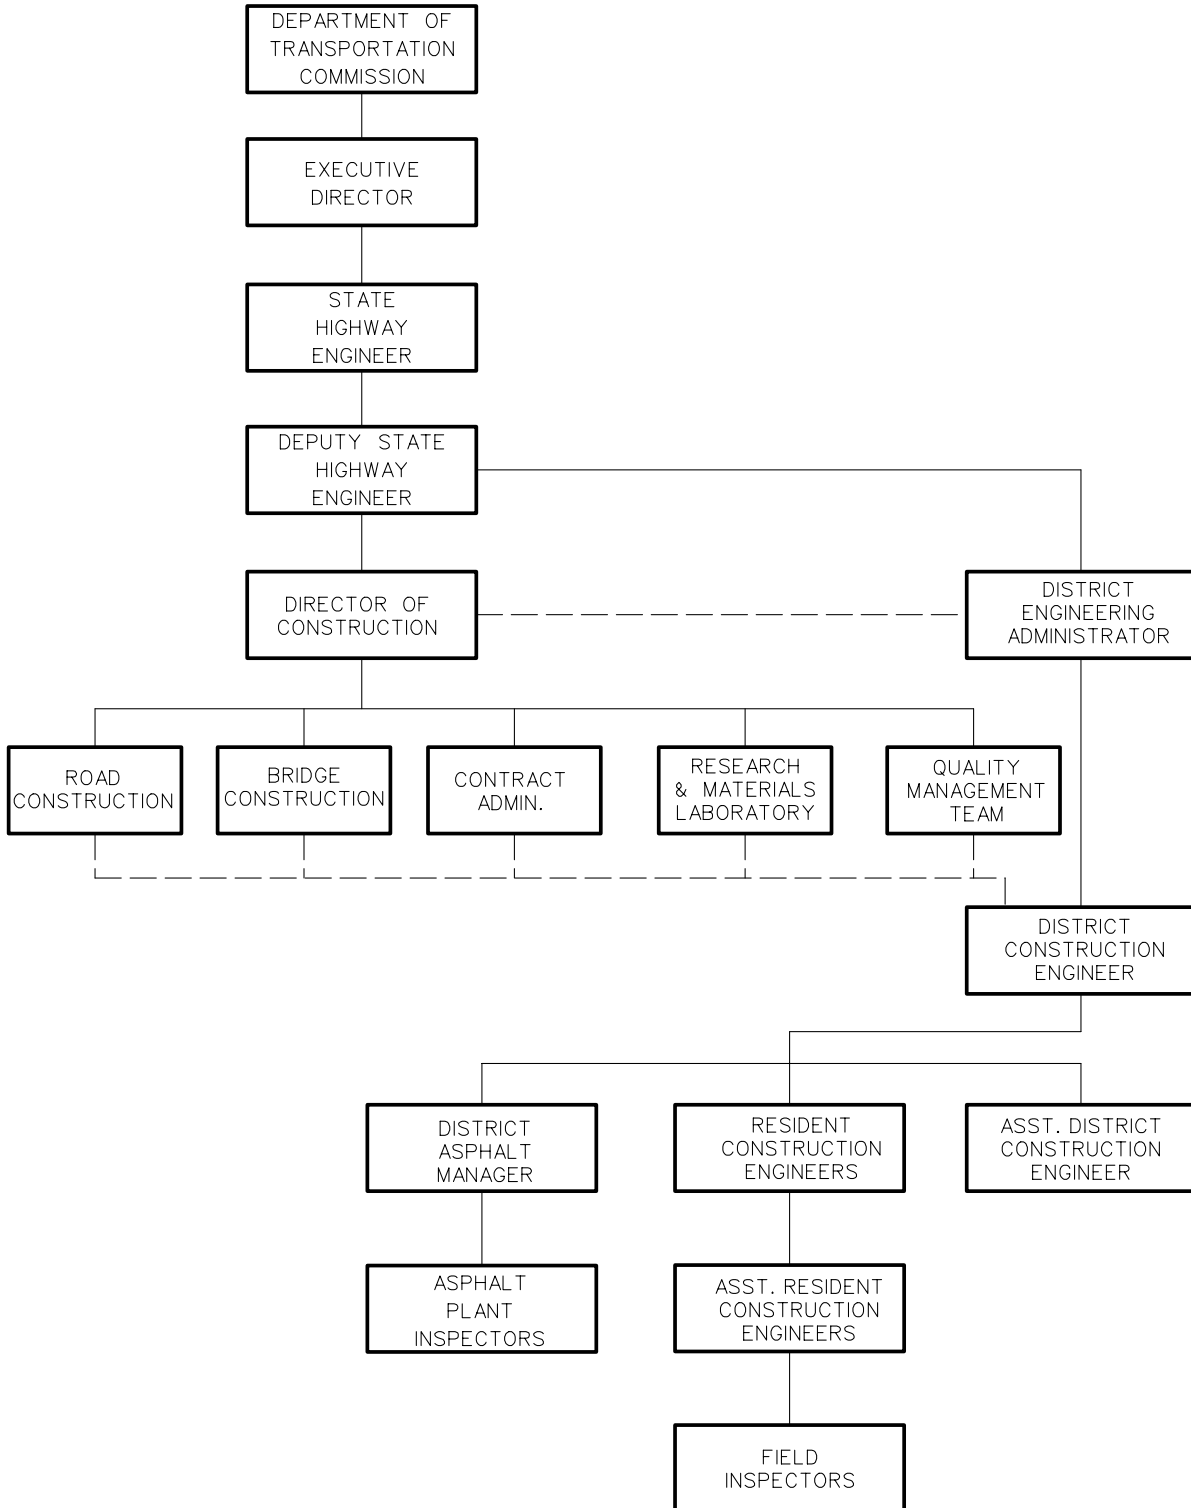 DEPARTMENT OF
TRANSPORTATION
COMMISSION
EXECUTIVE
DIRECTOR
STATE
HIGHWAY
ENGINEER
DEPUTY STATE
HIGHWAY
ENGINEER
DIRECTOR OF
CONSTRUCTION
DISTRICT
ENGINEERING
ADMINISTRATOR
ROAD
CONSTRUCTION
BRIDGE
CONSTRUCTION
CONTRACT
ADMIN.
RESEARCH
& MATERIALS
LABORATORY
QUALITY
MANAGEMENT
TEAM
DISTRICT
CONSTRUCTION
ENGINEER
DISTRICT
ASPHALT
MANAGER
RESIDENT
CONSTRUCTION
ENGINEERS
ASST. DISTRICT
CONSTRUCTION
ENGINEER
ASPHALT
PLANT
INSPECTORS
ASST. RESIDENT
CONSTRUCTION
ENGINEERS
FIELD
INSPECTORS